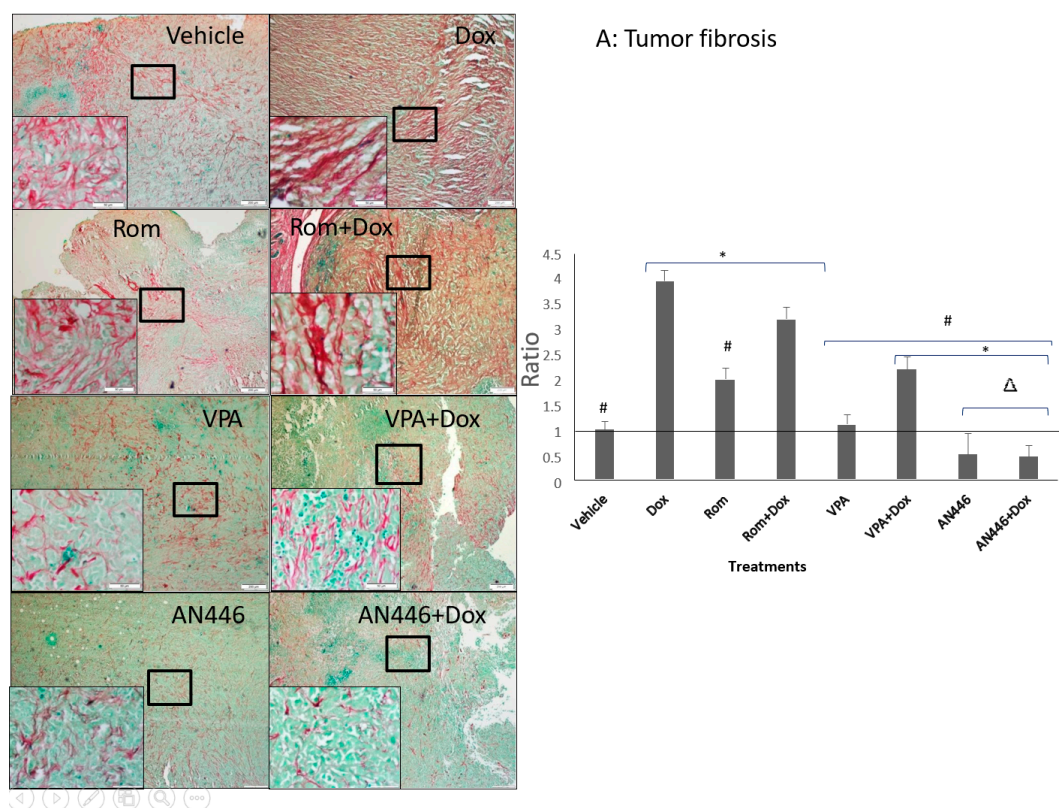 Vehicle
Dox
A: Tumor fibrosis
Rom
Rom+Dox
VPA
VPA+Dox
AN446
AN446+Dox
Ratio
4.5
4
3.5
3
2.5
2
1.5
1
0.5
0
*
#
#
#
*
Δ
Vehicle
Dox
Rom
Rom+Dox
VPA
VPA+Dox
AN446
AN446+Dox
Treatments